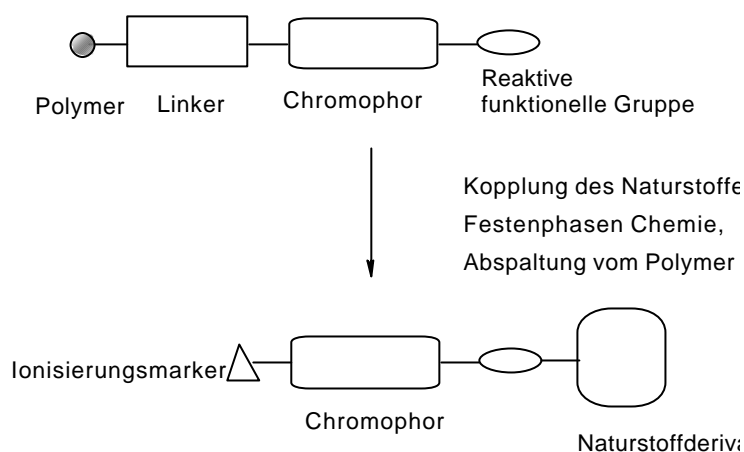 Polymer Linker Chromophor Reaktive
funktionelle Gruppe
Kopplung des Naturstoffe
Festenphasen Chemie,
Abspaltung vom Polymer
Ionisierungsmarker
Chromophor
Naturstoffderiva